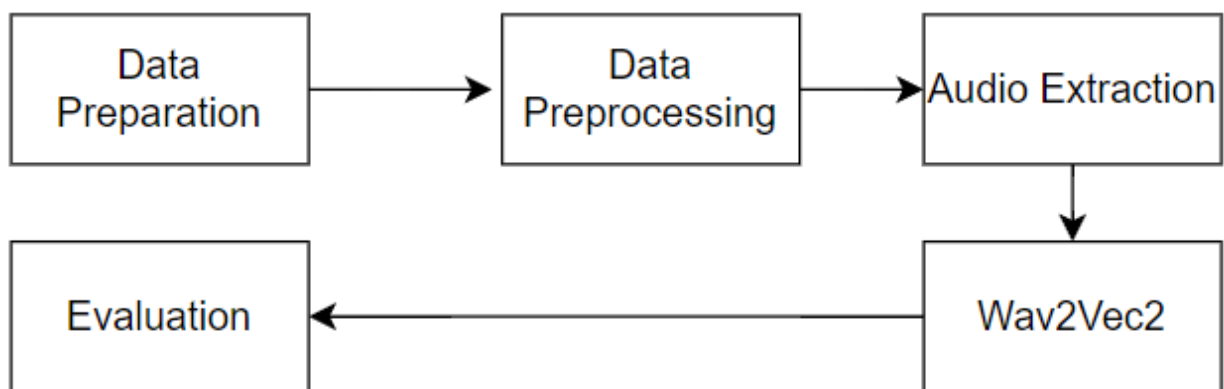 Data
Preparation
Data
Preprocessing
Audio Extraction
Wav2Vec2
Evaluation